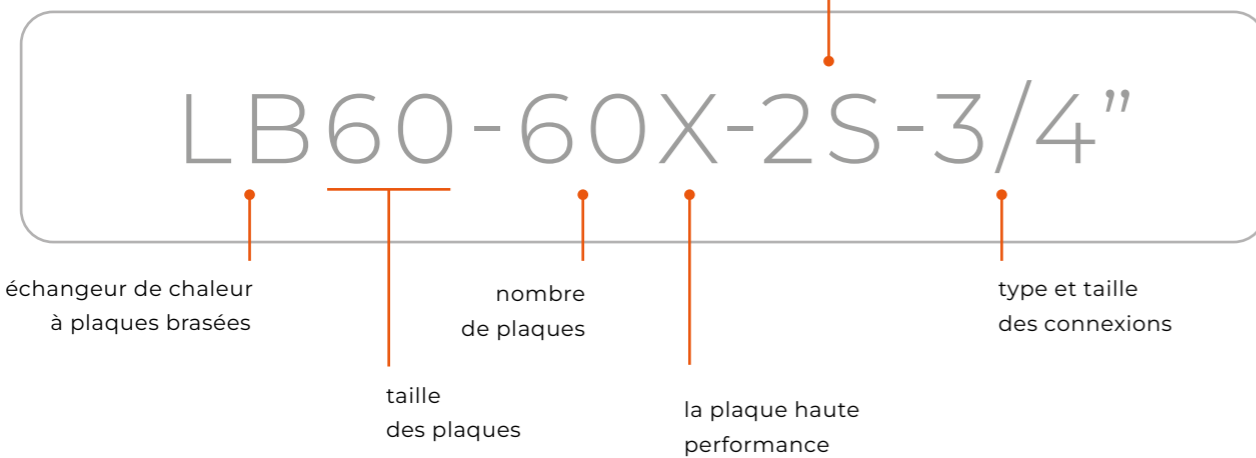 LB60-60X-2S-3/4”
échangeur de chaleur
à plaques brasées
nombre
de plaques
type et taille
des connexions
taille
des plaques
la plaque haute
performance